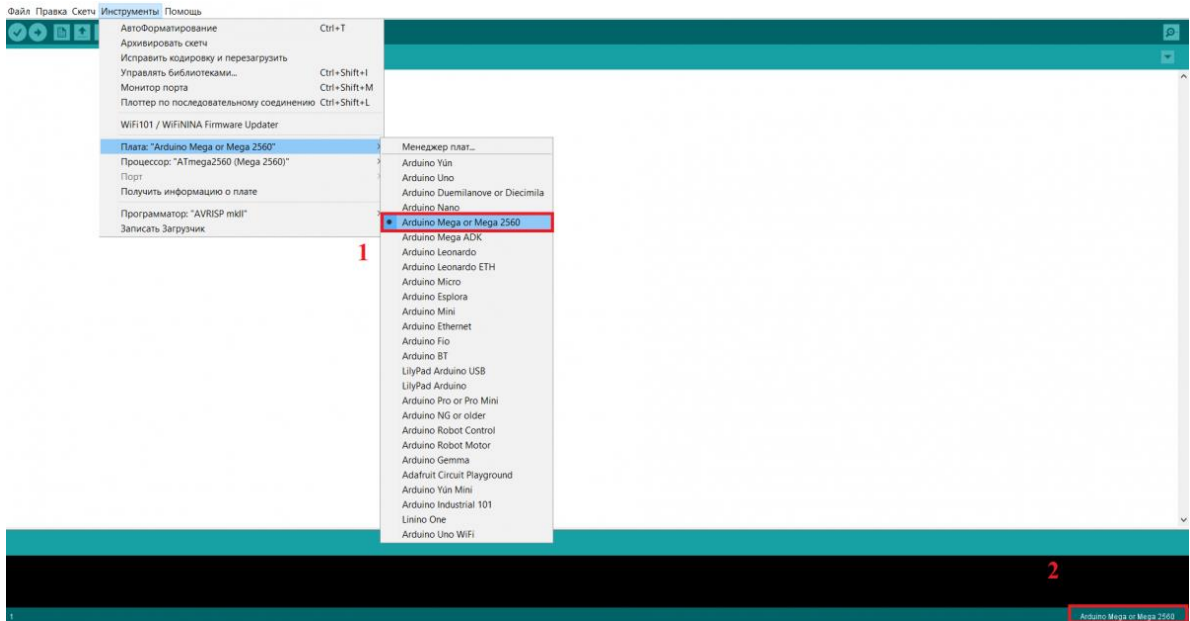 Файл Правка Скетч Инструменты Помощь
АвтоФорматирование Ctrl+T
Архивировать скетч
Исправить кодировку и перезагрузить
Управлять библиотеками... Ctrl+Shift+I
Монитор порта Ctrl+Shift+M
Плоттер по последовательному соединению Ctrl+Shift+L
WiFi101 / WiFiNINA Firmware Updater
Плата: "Arduino Mega or Mega 2560"
Процессор: "ATmega2560 (Mega 2560)"
Порт
Получить информацию о плате
Программатор: "AVRISP mkII"
Записать Загрузчик
1
Менеджер плат...
Arduino Yún
Arduino Uno
Arduino Duemilanove or Diecimila
Arduino Nano
Arduino Mega or Mega 2560
Arduino Mega ADK
Arduino Leonardo
Arduino Leonardo ETH
Arduino Micro
Arduino Esplora
Arduino Mini
Arduino Ethernet
Arduino Fio
Arduino BT
LilyPad Arduino USB
LilyPad Arduino
Arduino Pro or Pro Mini
Arduino NG or older
Arduino Robot Control
Arduino Robot Motor
Arduino Gemma
Adafruit Circuit Playground
Arduino Yún Mini
Arduino Industrial 101
Linino One
Arduino Uno WiFi
2
1
Arduino Mega or Mega 2560